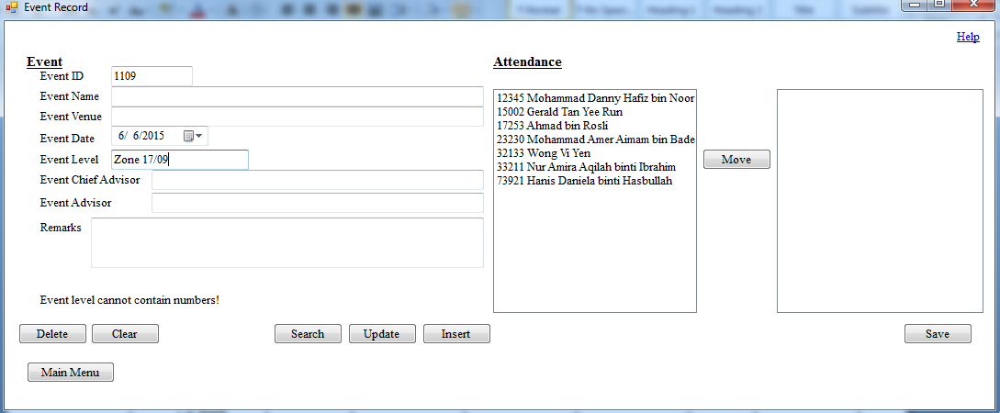 Event Record
Help
Event
Event ID 1109
Event Name
Event Venue
Event Date 6/ 6/2015
Event Level Zone 17/09
Event Chief Advisor
Event Advisor
Remarks
Event level cannot contain numbers!
Delete Clear Search Update Insert
Main Menu
Attendance
12345 Mohammad Danny Hafiz bin Noor
15002 Gerald Tan Yee Run
17253 Ahmad bin Rosli
23230 Mohammad Amer Aimam bin Bade
32133 Wong Vi Yen
33211 Nur Amira Aqilah binti Ibrahim
73921 Hanis Daniela binti Hasbullah
Move
Save